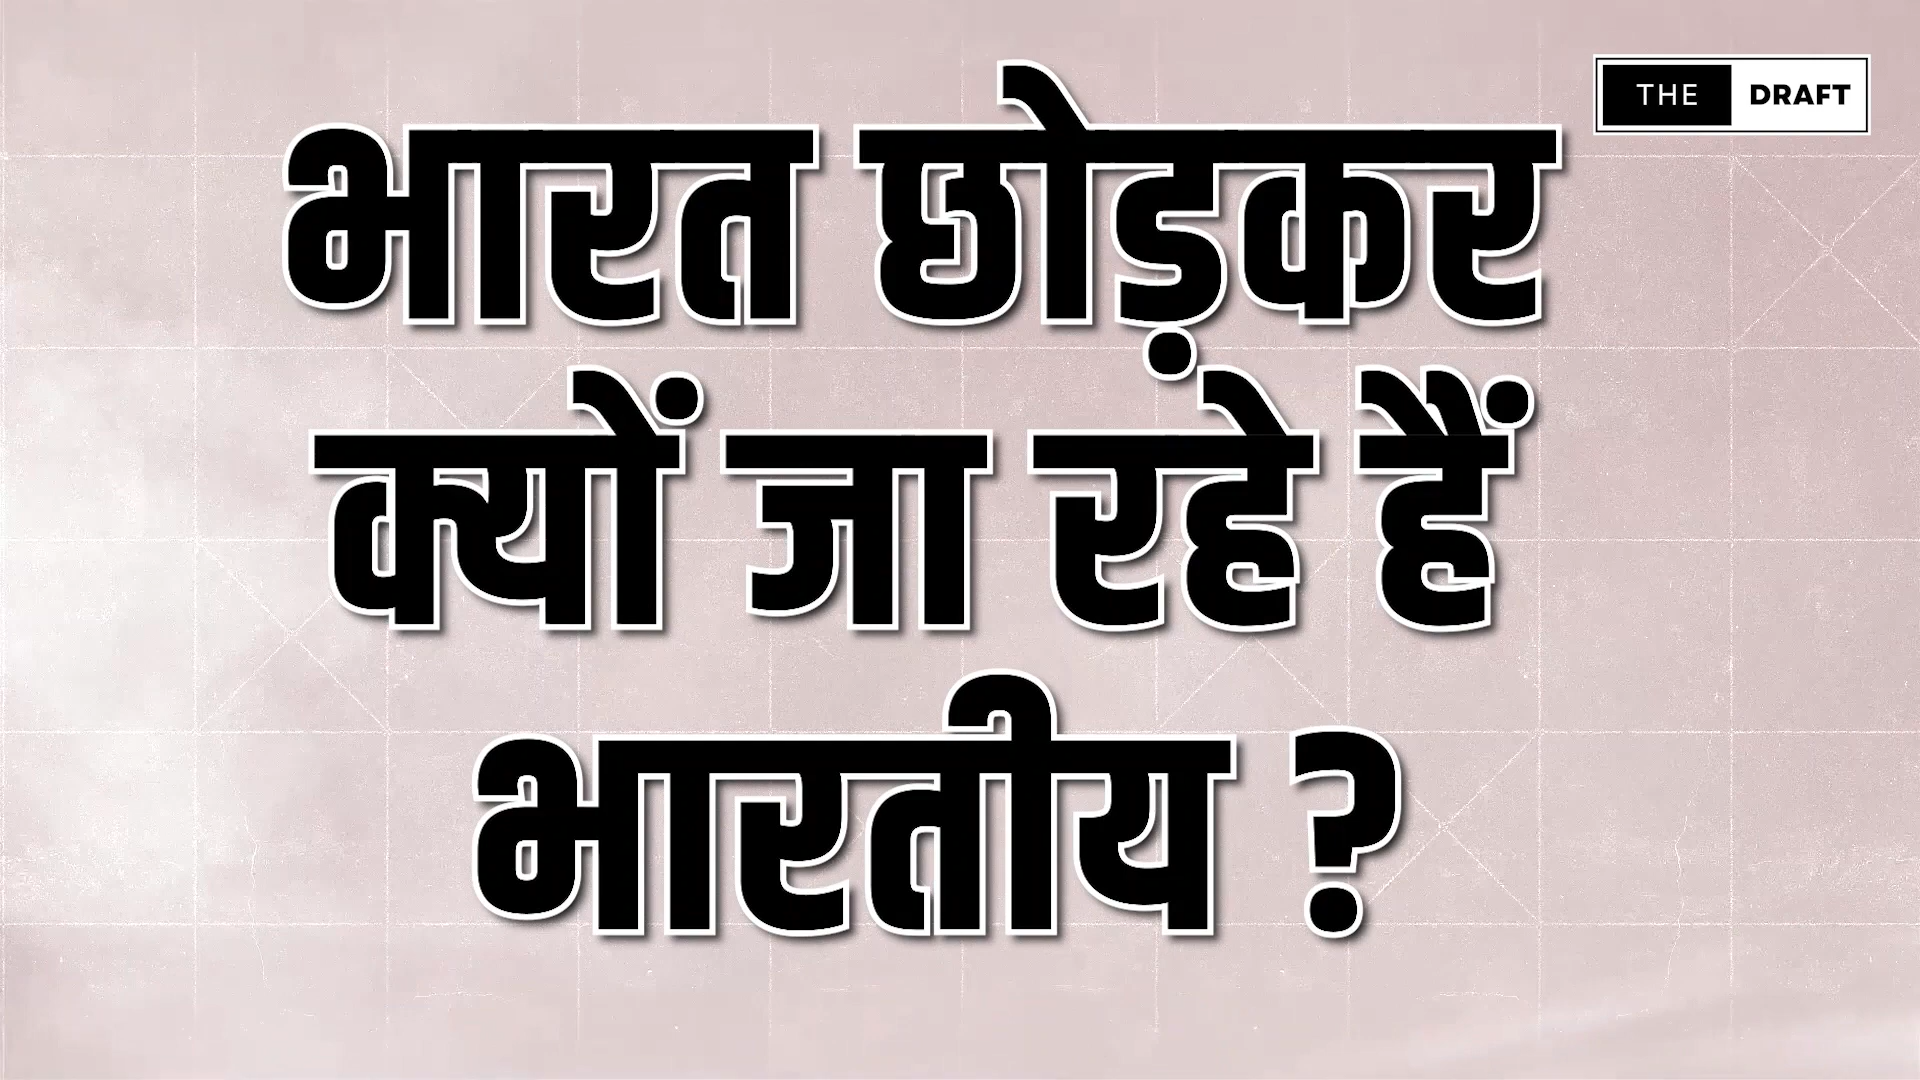 THE DRAFT
भारत छोड़कर
क्यों जा रहे हैं
भारतीय ?